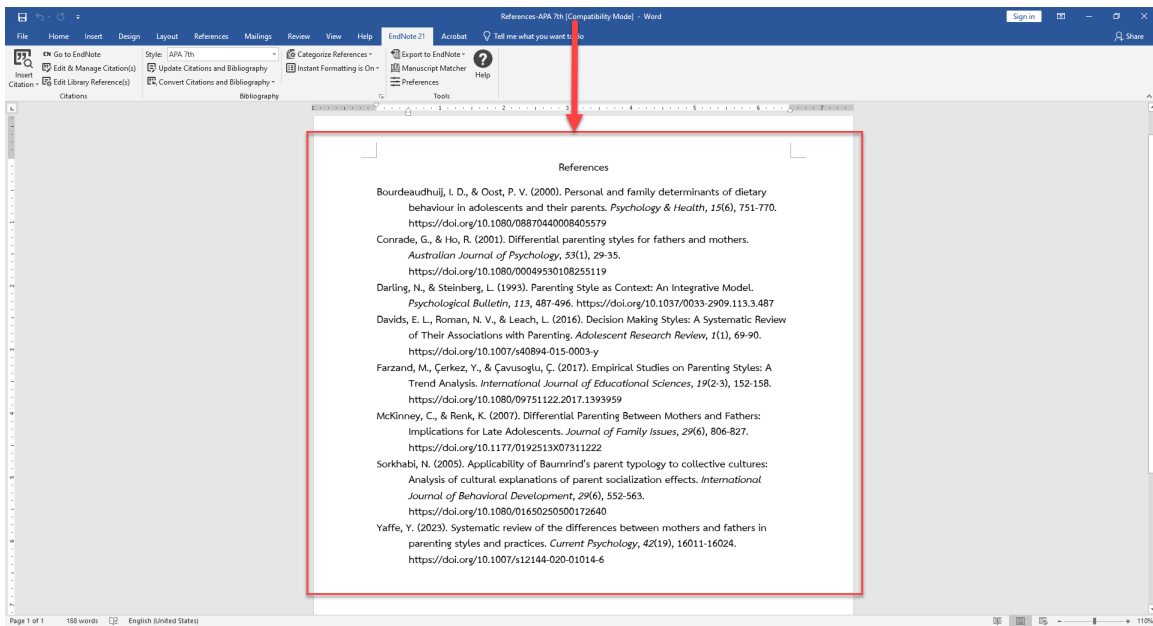 References-APA 7th [Compatibility Mode] - Word
Sign in
File Home Insert Design Layout References Mailings Review View Help EndNote 21 Acrobat Tell me what you want to do
Share
Insert Citation
EN Go to EndNote
Edit & Manage Citation(s)
Edit Library Reference(s)
Citations
Style: APA 7th
Update Citations and Bibliography
Convert Citations and Bibliography
Categorize References
Instant Formatting is On
Bibliography
Export to EndNote
Manuscript Matcher
Preferences
Help
Tools
1 2 3 4 5 6 7
References
Bourdeaudhuij, I. D., & Oost, P. V. (2000). Personal and family determinants of dietary
behaviour in adolescents and their parents. Psychology & Health, 15(6), 751-770.
https://doi.org/10.1080/08870440008405579
Conrade, G., & Ho, R. (2001). Differential parenting styles for fathers and mothers.
Australian Journal of Psychology, 53(1), 29-35.
https://doi.org/10.1080/00049530108255119
Darling, N., & Steinberg, L. (1993). Parenting Style as Context: An Integrative Model.
Psychological Bulletin, 113, 487-496. https://doi.org/10.1037/0033-2909.113.3.487
Davids, E. L., Roman, N. V., & Leach, L. (2016). Decision Making Styles: A Systematic Review
of Their Associations with Parenting. Adolescent Research Review, 1(1), 69-90.
https://doi.org/10.1007/s40894-015-0003-y
Farzand, M., Çerkez, Y., & Çavusoglu, Ç. (2017). Empirical Studies on Parenting Styles: A
Trend Analysis. International Journal of Educational Sciences, 19(2-3), 152-158.
https://doi.org/10.1080/09751122.2017.1393959
McKinney, C., & Renk, K. (2007). Differential Parenting Between Mothers and Fathers:
Implications for Late Adolescents. Journal of Family Issues, 29(6), 806-827.
https://doi.org/10.1177/0192513X07311222
Sorkhabi, N. (2005). Applicability of Baumrind's parent typology to collective cultures:
Analysis of cultural explanations of parent socialization effects. International
Journal of Behavioral Development, 29(6), 552-563.
https://doi.org/10.1080/01650250500172640
Yaffe, Y. (2023). Systematic review of the differences between mothers and fathers in
parenting styles and practices. Current Psychology, 42(19), 16011-16024.
https://doi.org/10.1007/s12144-020-01014-6
Page 1 of 1 188 words English (United States)
110%